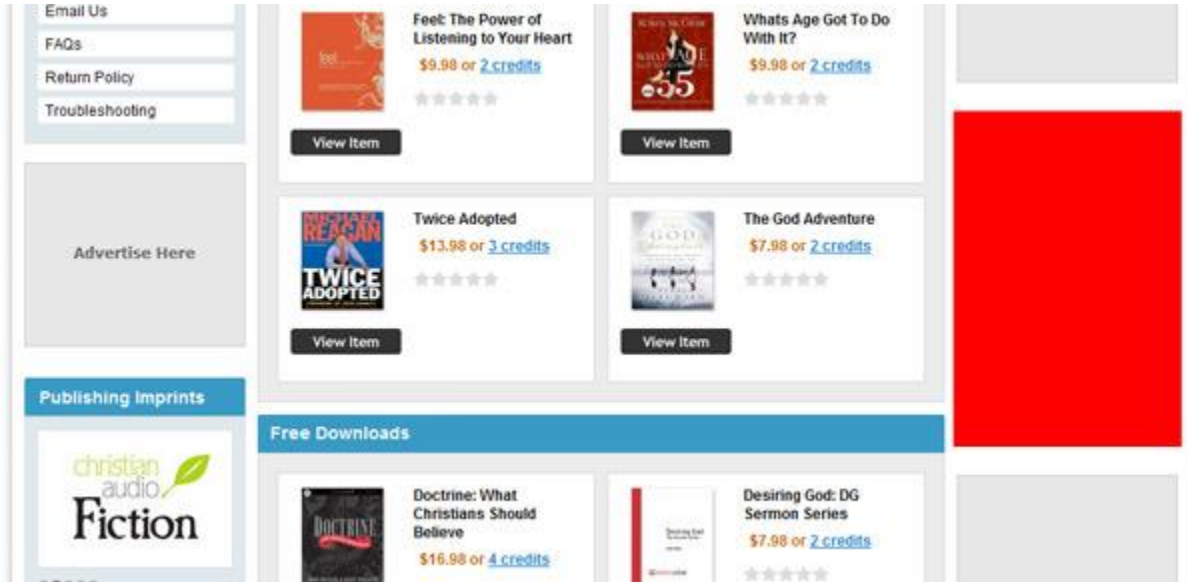 Email Us
FAQs
Return Policy
Troubleshooting
Advertise Here
Publishing Imprints
christian
audio
Fiction
feel
Feel: The Power of
Listening to Your Heart
$9.98 or 2 credits
View Item
Whats Age Got To Do
With It?
$9.98 or 2 credits
View Item
MICHAEL
REAGAN
TWICE
ADOPTED
Twice Adopted
$13.98 or 3 credits
View Item
GOD
The God Adventure
$7.98 or 2 credits
View Item
Free Downloads
DOCTRINE
Doctrine: What
Christians Should
Believe
$16.98 or 4 credits
Desiring God
Desiring God: DG
Sermon Series
$7.98 or 2 credits